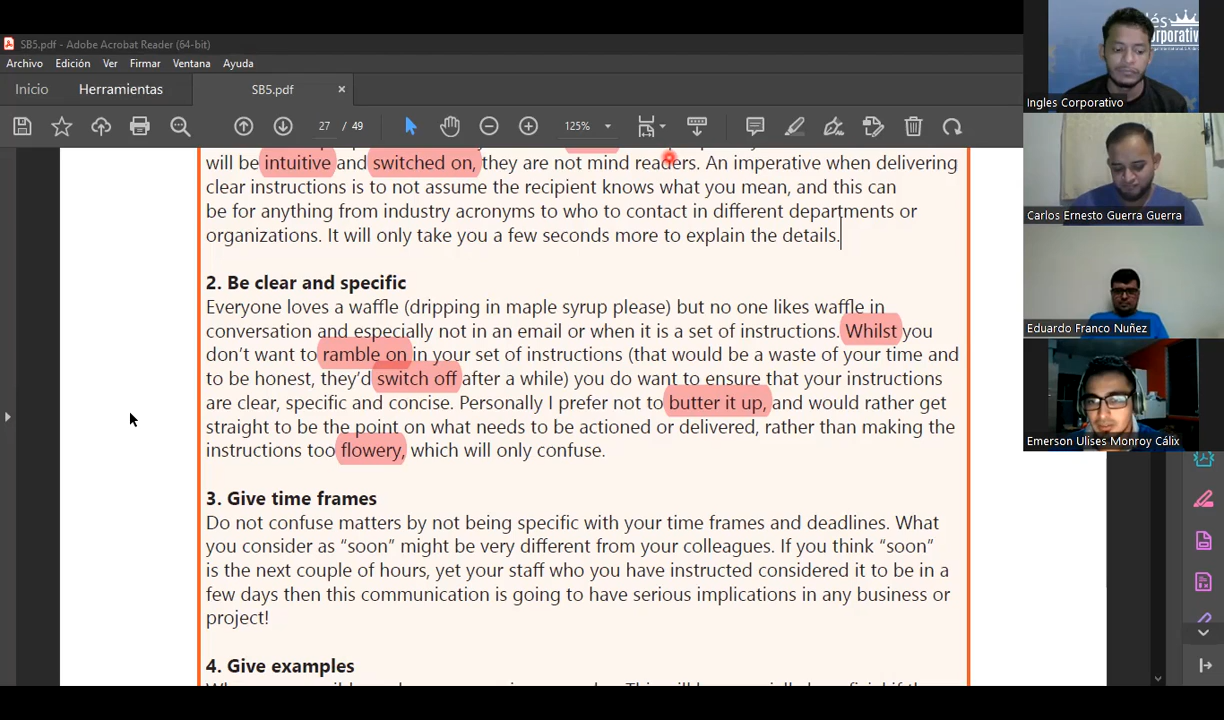 SB5.pdf - Adobe Acrobat Reader (64-bit)
Archivo Edición Ver Firmar Ventana Ayuda
Inicio Herramientas SB5.pdf ×
27 / 49 125%
will be intuitive and switched on, they are not mind readers. An imperative when delivering
clear instructions is to not assume the recipient knows what you mean, and this can
be for anything from industry acronyms to who to contact in different departments or
organizations. It will only take you a few seconds more to explain the details.
2. Be clear and specific
Everyone loves a waffle (dripping in maple syrup please) but no one likes waffle in
conversation and especially not in an email or when it is a set of instructions. Whilst you
don’t want to ramble on in your set of instructions (that would be a waste of your time and
to be honest, they’d switch off after a while) you do want to ensure that your instructions
are clear, specific and concise. Personally I prefer not to butter it up, and would rather get
straight to be the point on what needs to be actioned or delivered, rather than making the
instructions too flowery, which will only confuse.
3. Give time frames
Do not confuse matters by not being specific with your time frames and deadlines. What
you consider as “soon” might be very different from your colleagues. If you think “soon”
is the next couple of hours, yet your staff who you have instructed considered it to be in a
few days then this communication is going to have serious implications in any business or
project!
4. Give examples
Ingles Corporativo
Carlos Ernesto Guerra Guerra
Eduardo Franco Nuñez
Emerson Ulises Monroy Cálix